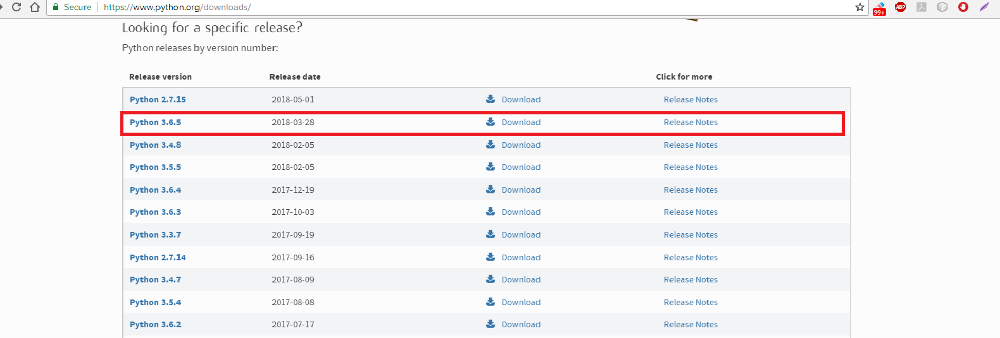 Secure https://www.python.org/downloads/
99+
ABP
Looking for a specific release?
Python releases by version number:
Release version Release date Click for more
Python 2.7.15 2018-05-01 Download Release Notes
Python 3.6.5 2018-03-28 Download Release Notes
Python 3.4.8 2018-02-05 Download Release Notes
Python 3.5.5 2018-02-05 Download Release Notes
Python 3.6.4 2017-12-19 Download Release Notes
Python 3.6.3 2017-10-03 Download Release Notes
Python 3.3.7 2017-09-19 Download Release Notes
Python 2.7.14 2017-09-16 Download Release Notes
Python 3.4.7 2017-08-09 Download Release Notes
Python 3.5.4 2017-08-08 Download Release Notes
Python 3.6.2 2017-07-17 Download Release Notes